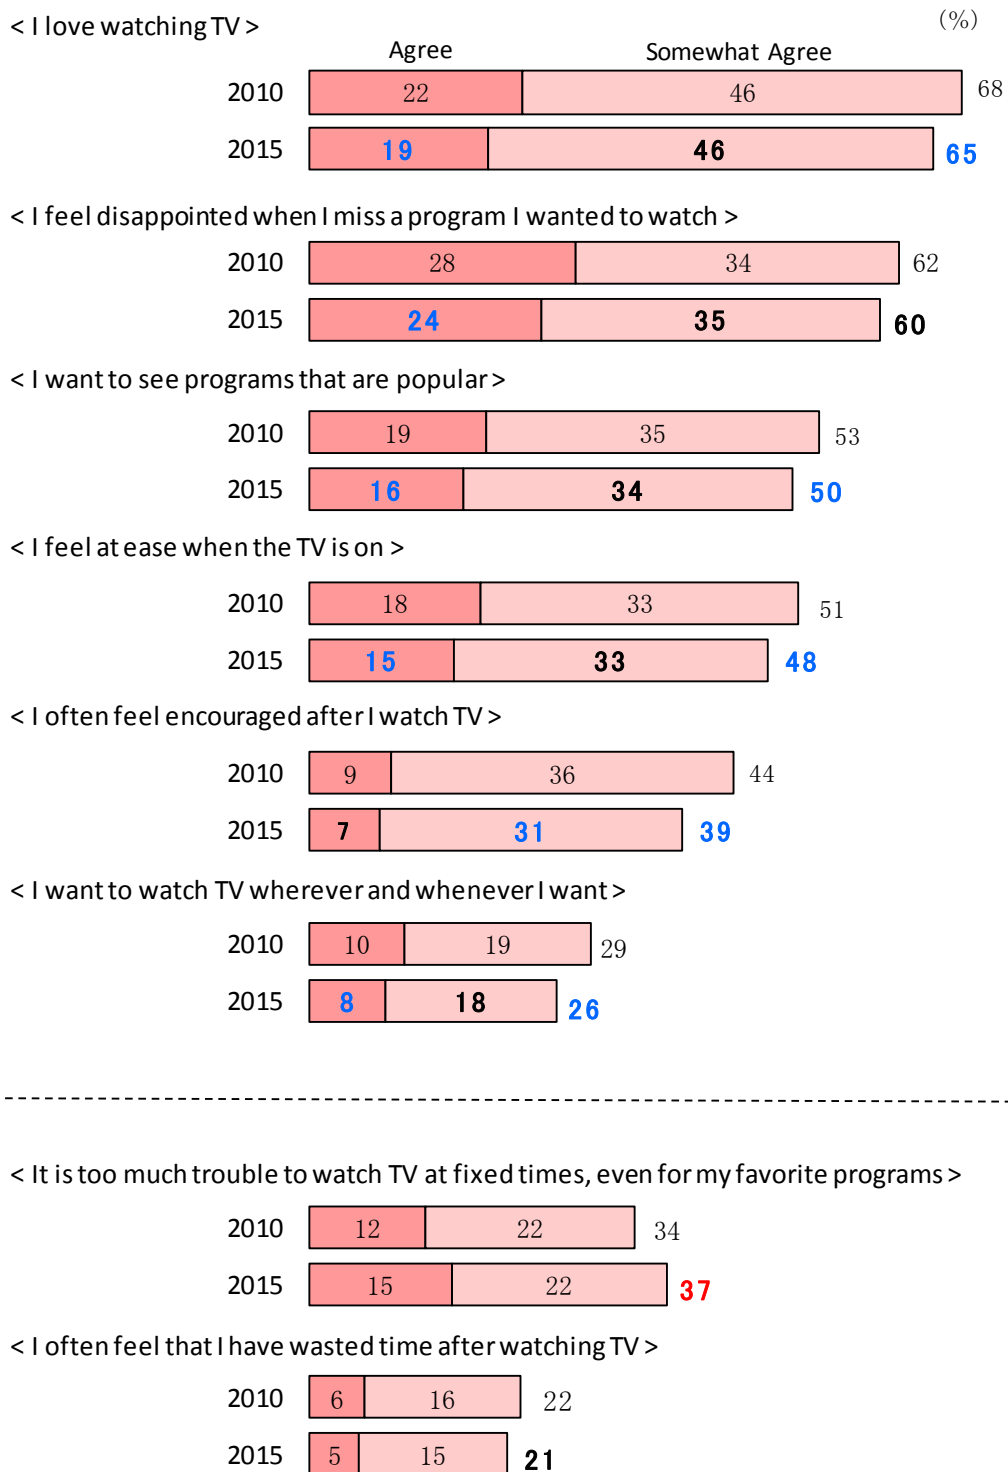 < I love watching TV > (%)
Agree Somewhat Agree
2010 22 46 68
2015 19 46 65
< I feel disappointed when I miss a program I wanted to watch >
2010 28 34 62
2015 24 35 60
< I want to see programs that are popular >
2010 19 35 53
2015 16 34 50
< I feel at ease when the TV is on >
2010 18 33 51
2015 15 33 48
< I often feel encouraged after I watch TV >
2010 9 36 44
2015 7 31 39
< I want to watch TV wherever and whenever I want >
2010 10 19 29
2015 8 18 26
< It is too much trouble to watch TV at fixed times, even for my favorite programs >
2010 12 22 34
2015 15 22 37
< I often feel that I have wasted time after watching TV >
2010 6 16 22
2015 5 15 21